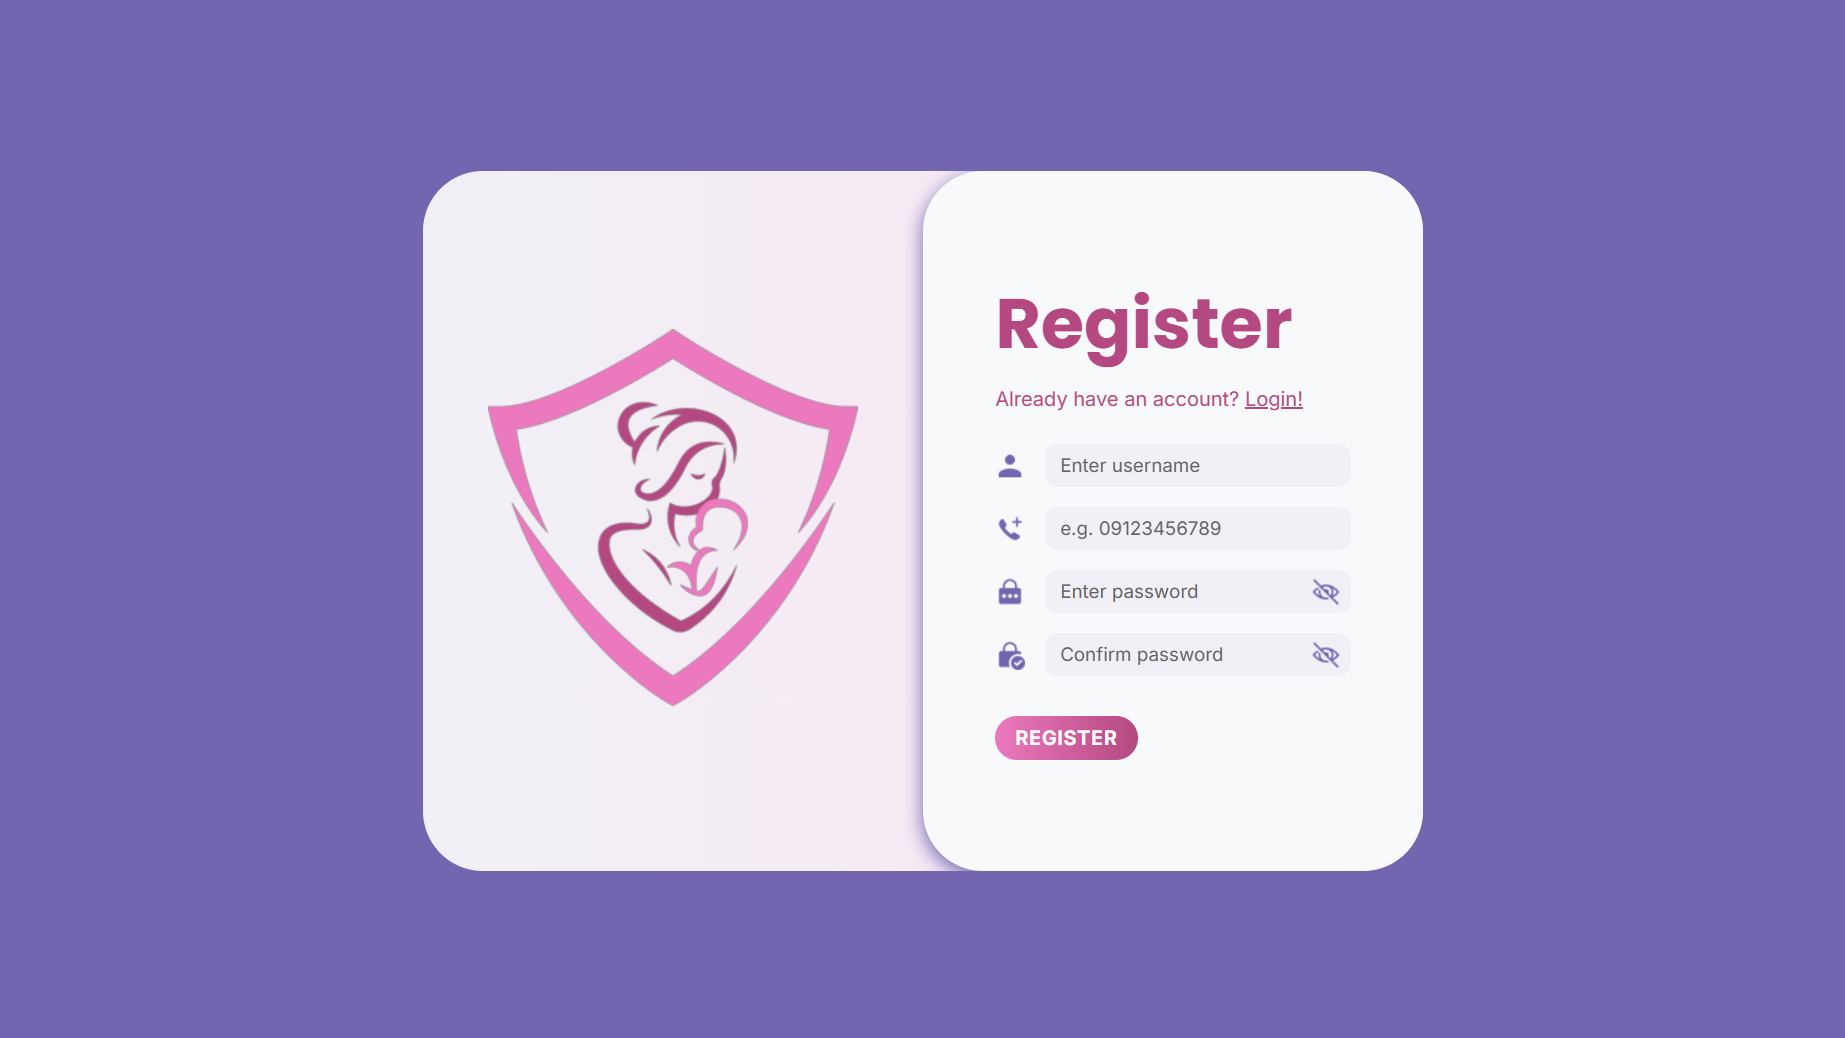 Register
Already have an account? Login!
Enter username
e.g. 09123456789
Enter password
Confirm password
REGISTER